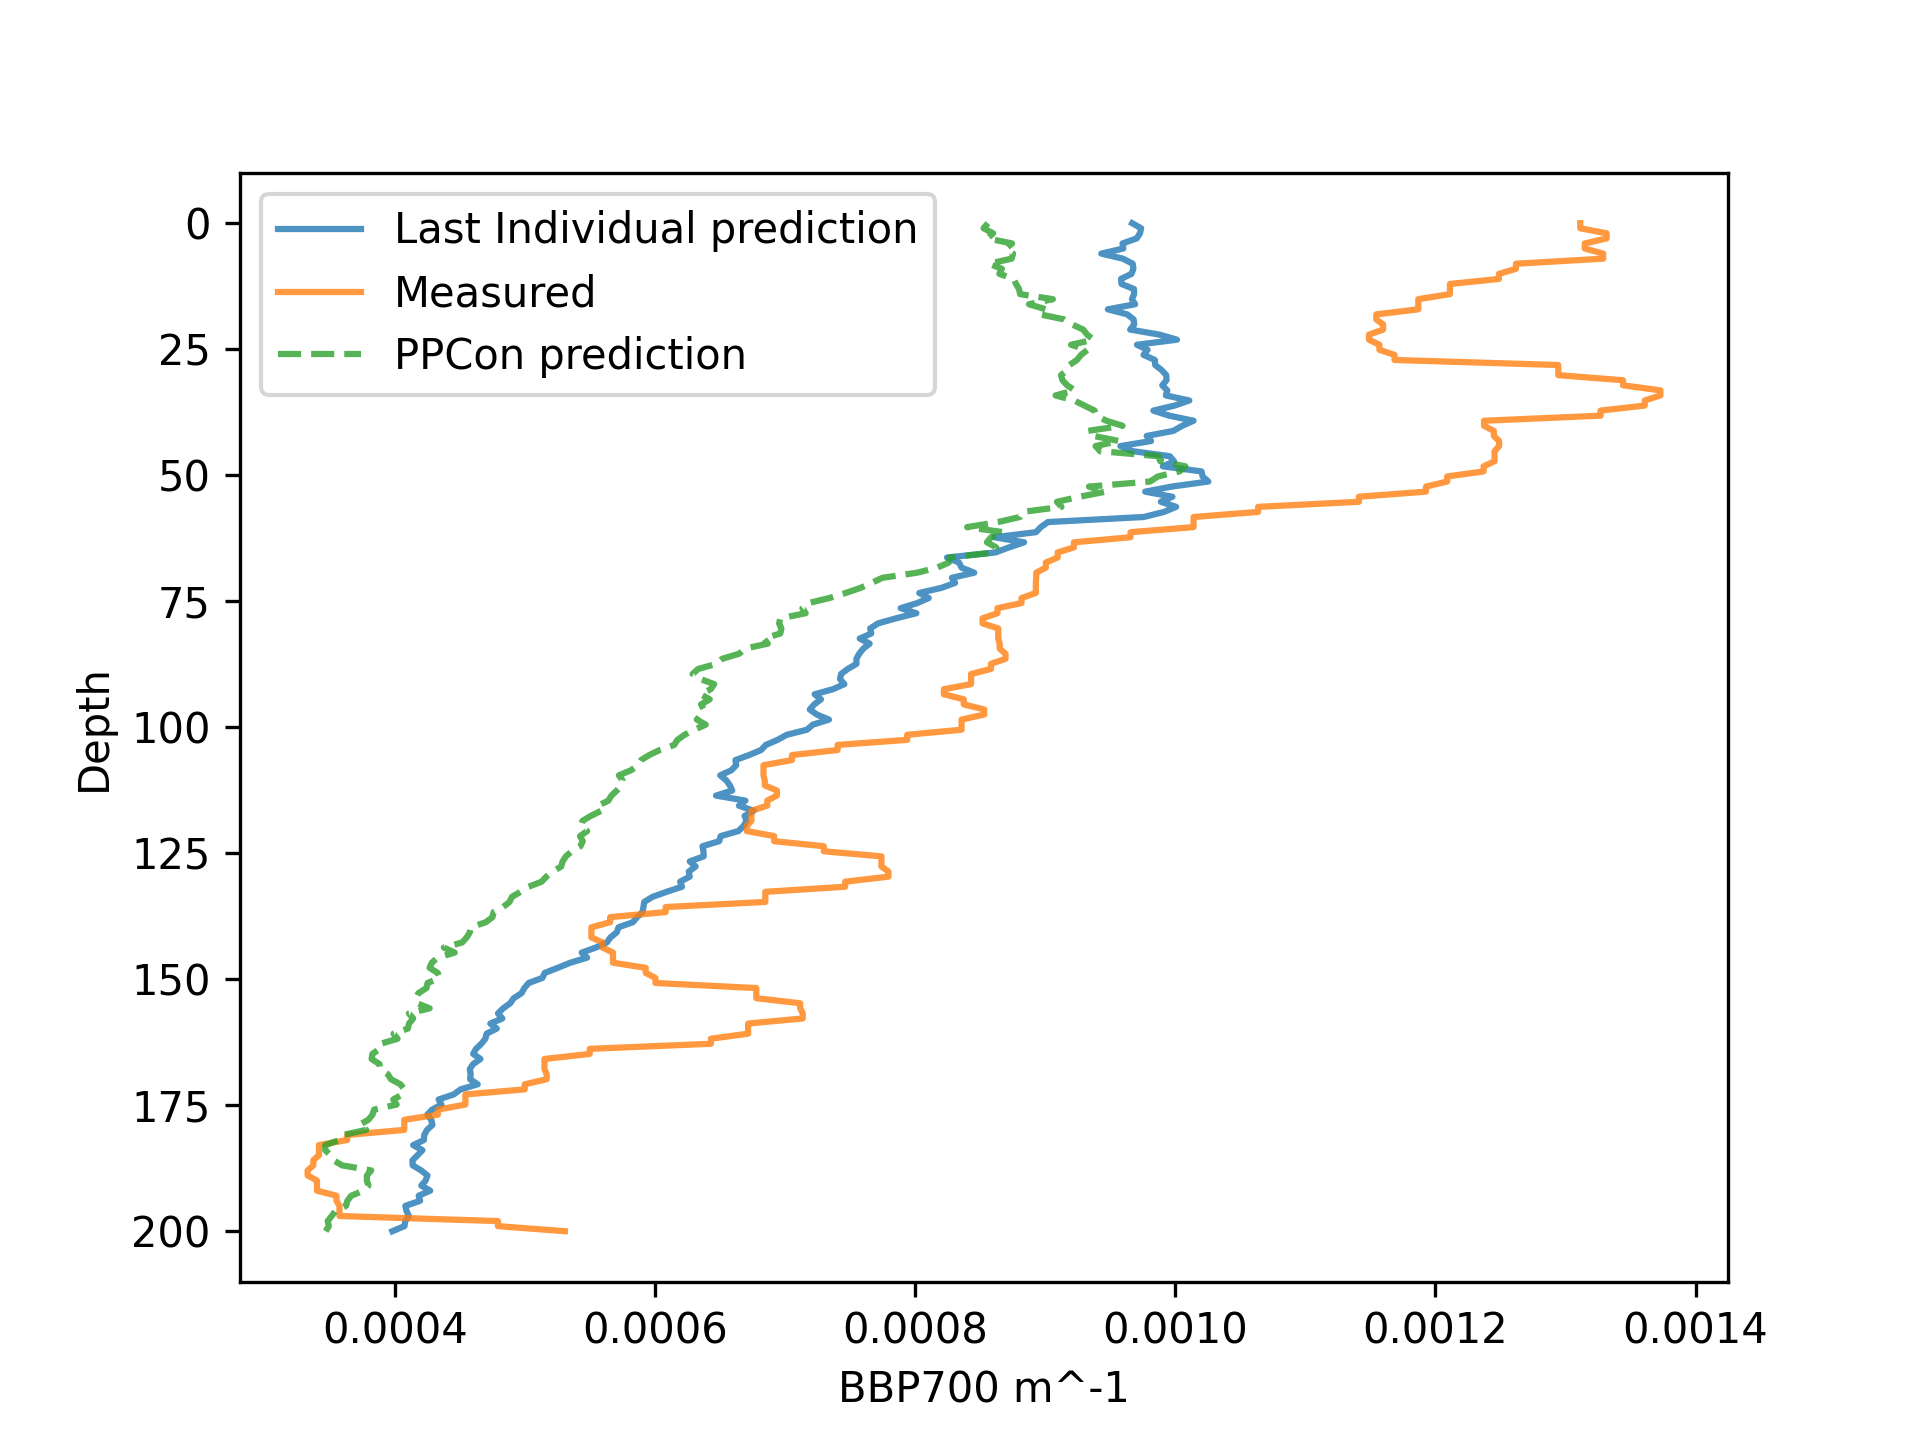 Last Individual prediction
Measured
PPCon prediction
0
25
50
75
100
125
150
175
200
Depth
0.0004 0.0006 0.0008 0.0010 0.0012 0.0014
BBP700 m^-1